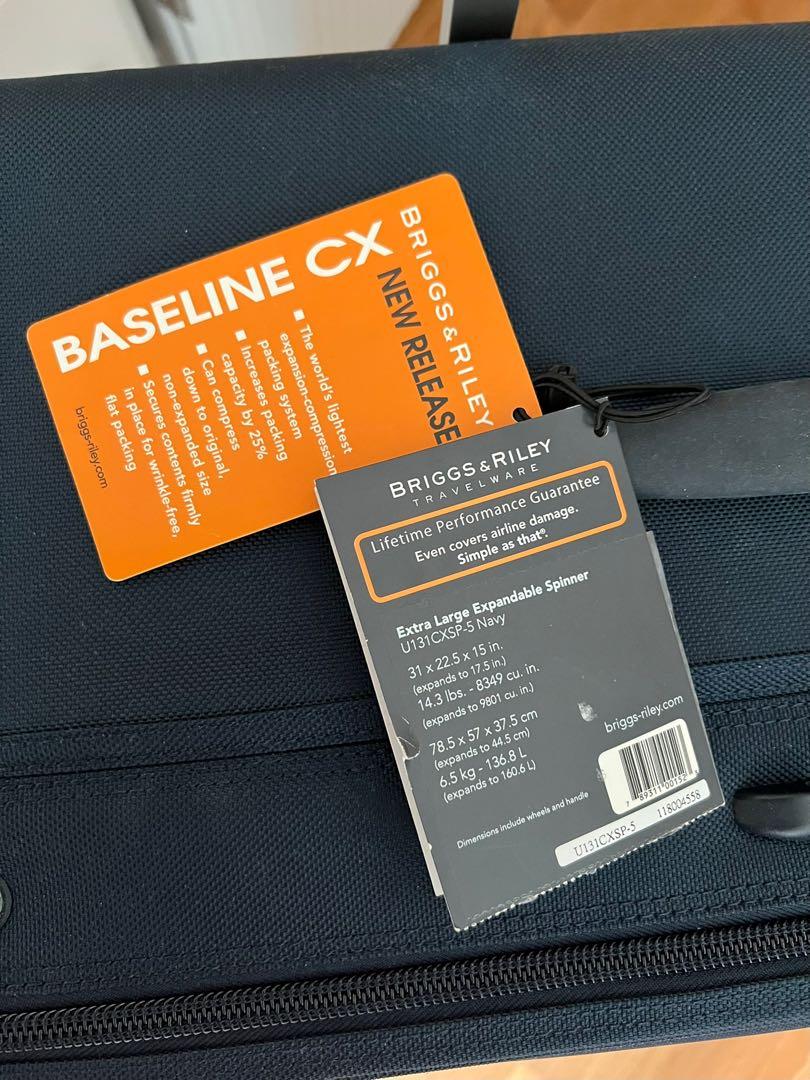 BASELINE CX
BRIGGS & RILEY
NEW RELEASE
■ The world's lightest
expansion-compression
packing system
■ Increases packing
capacity by 25%
■ Can compress
down to original,
non-expanded size
■ Secures contents firmly
in place for wrinkle-free,
flat packing
briggs-riley.com
BRIGGS & RILEY
TRAVELWARE
Lifetime Performance Guarantee
Even covers airline damage.
Simple as that®.
Extra Large Expandable Spinner
U131CXSP-5 Navy
31 x 22.5 x 15 in.
(expands to 17.5 in.)
14.3 lbs. - 8349 cu. in.
(expands to 9801 cu. in.)
78.5 x 57 x 37.5 cm
(expands to 44.5 cm)
6.5 kg - 136.8 L
(expands to 160.6 L)
briggs-riley.com
Dimensions include wheels and handle
U131CXSP-5 118004558